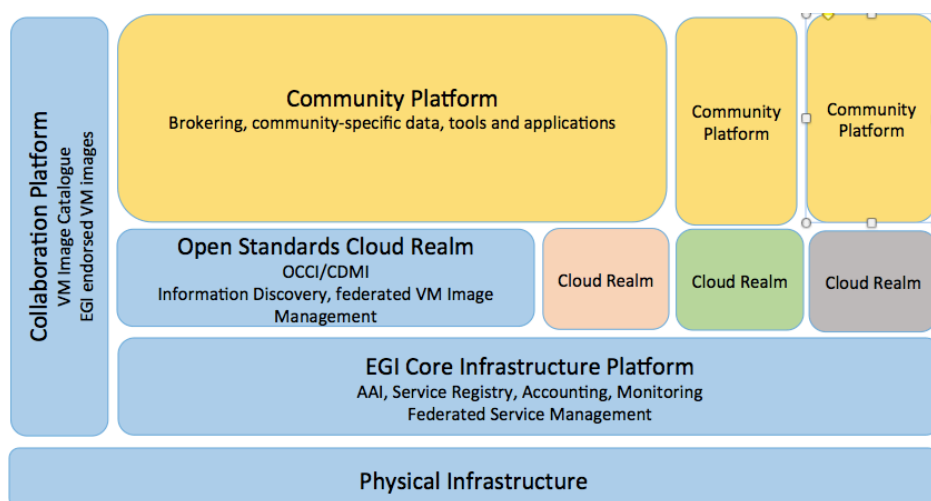 Collaboration Platform
VM Image Catalogue
EGI endorsed VM images
Community Platform
Brokering, community-specific data, tools and applications
Community
Platform
Community
Platform
Open Standards Cloud Realm
OCCI/CDMI
Information Discovery, federated VM Image
Management
Cloud Realm
Cloud Realm
Cloud Realm
EGI Core Infrastructure Platform
AAI, Service Registry, Accounting, Monitoring
Federated Service Management
Physical Infrastructure